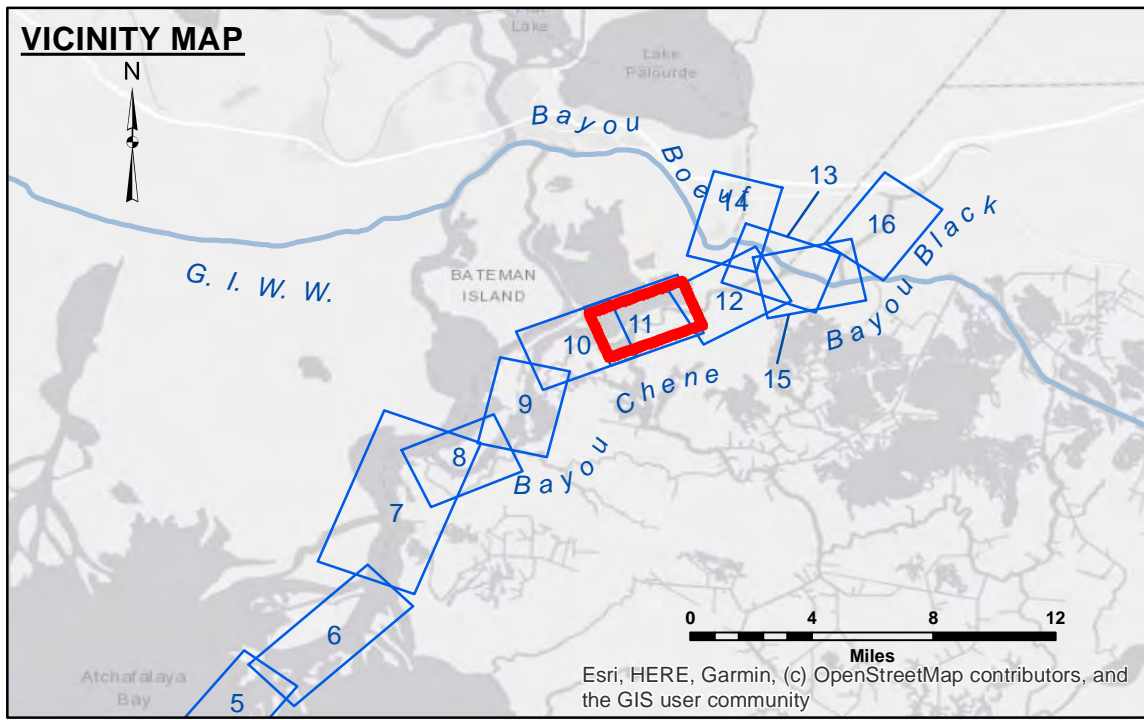 VICINITY MAP
N
Flat
Lake
Lake
Palourde
Bayou
Boeuf
13
14
16
Bayou Black
G. I. W. W.
BATEMAN
ISLAND
12
11
10
15
Bayou Chene
9
8
7
6
5
Atchafalaya
Bay
0 4 8 12
Miles
Esri, HERE, Garmin, (c) OpenStreetMap contributors, and
the GIS user community